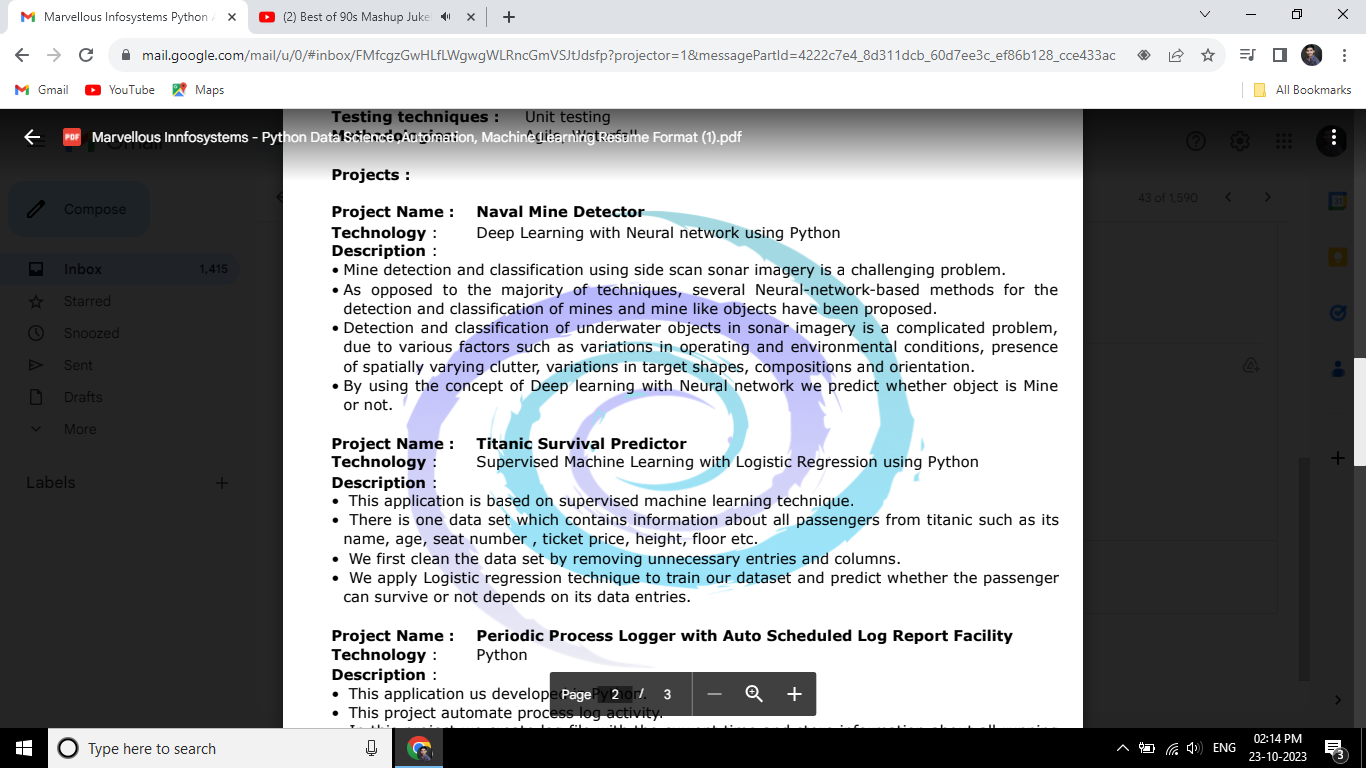 Marvellous Infosystems Python
(2) Best of 90s Mashup Juke
mail.google.com/mail/u/0/#inbox/FMfcgzGwHLfLWgwgWLRncGmVSJtJdsfp?projector=1&messagePartId=4222c7e4_8d311dcb_60d7ee3c_ef86b128_cce433ac
Gmail YouTube Maps All Bookmarks
Testing techniques : Unit testing
PDF Marvellous Innfosystems - Python Data Science ,Automation, Machine Learning Resume Format (1).pdf
Projects :
Compose
43 of 1,590
Project Name : Naval Mine Detector
Technology : Deep Learning with Neural network using Python
Description :
Inbox 1,415
• Mine detection and classification using side scan sonar imagery is a challenging problem.
• As opposed to the majority of techniques, several Neural-network-based methods for the
Starred
detection and classification of mines and mine like objects have been proposed.
• Detection and classification of underwater objects in sonar imagery is a complicated problem,
Snoozed
due to various factors such as variations in operating and environmental conditions, presence
Sent
of spatially varying clutter, variations in target shapes, compositions and orientation.
• By using the concept of Deep learning with Neural network we predict whether object is Mine
Drafts
or not.
More
Project Name : Titanic Survival Predictor
Technology : Supervised Machine Learning with Logistic Regression using Python
Labels
Description :
• This application is based on supervised machine learning technique.
• There is one data set which contains information about all passengers from titanic such as its
name, age, seat number , ticket price, height, floor etc.
• We first clean the data set by removing unnecessary entries and columns.
• We apply Logistic regression technique to train our dataset and predict whether the passenger
can survive or not depends on its data entries.
Project Name : Periodic Process Logger with Auto Scheduled Log Report Facility
Technology : Python
Description :
• This application us developed in Python.
Page 2 / 3
• This project automate process log activity.
Type here to search
ENG
02:14 PM
23-10-2023
3